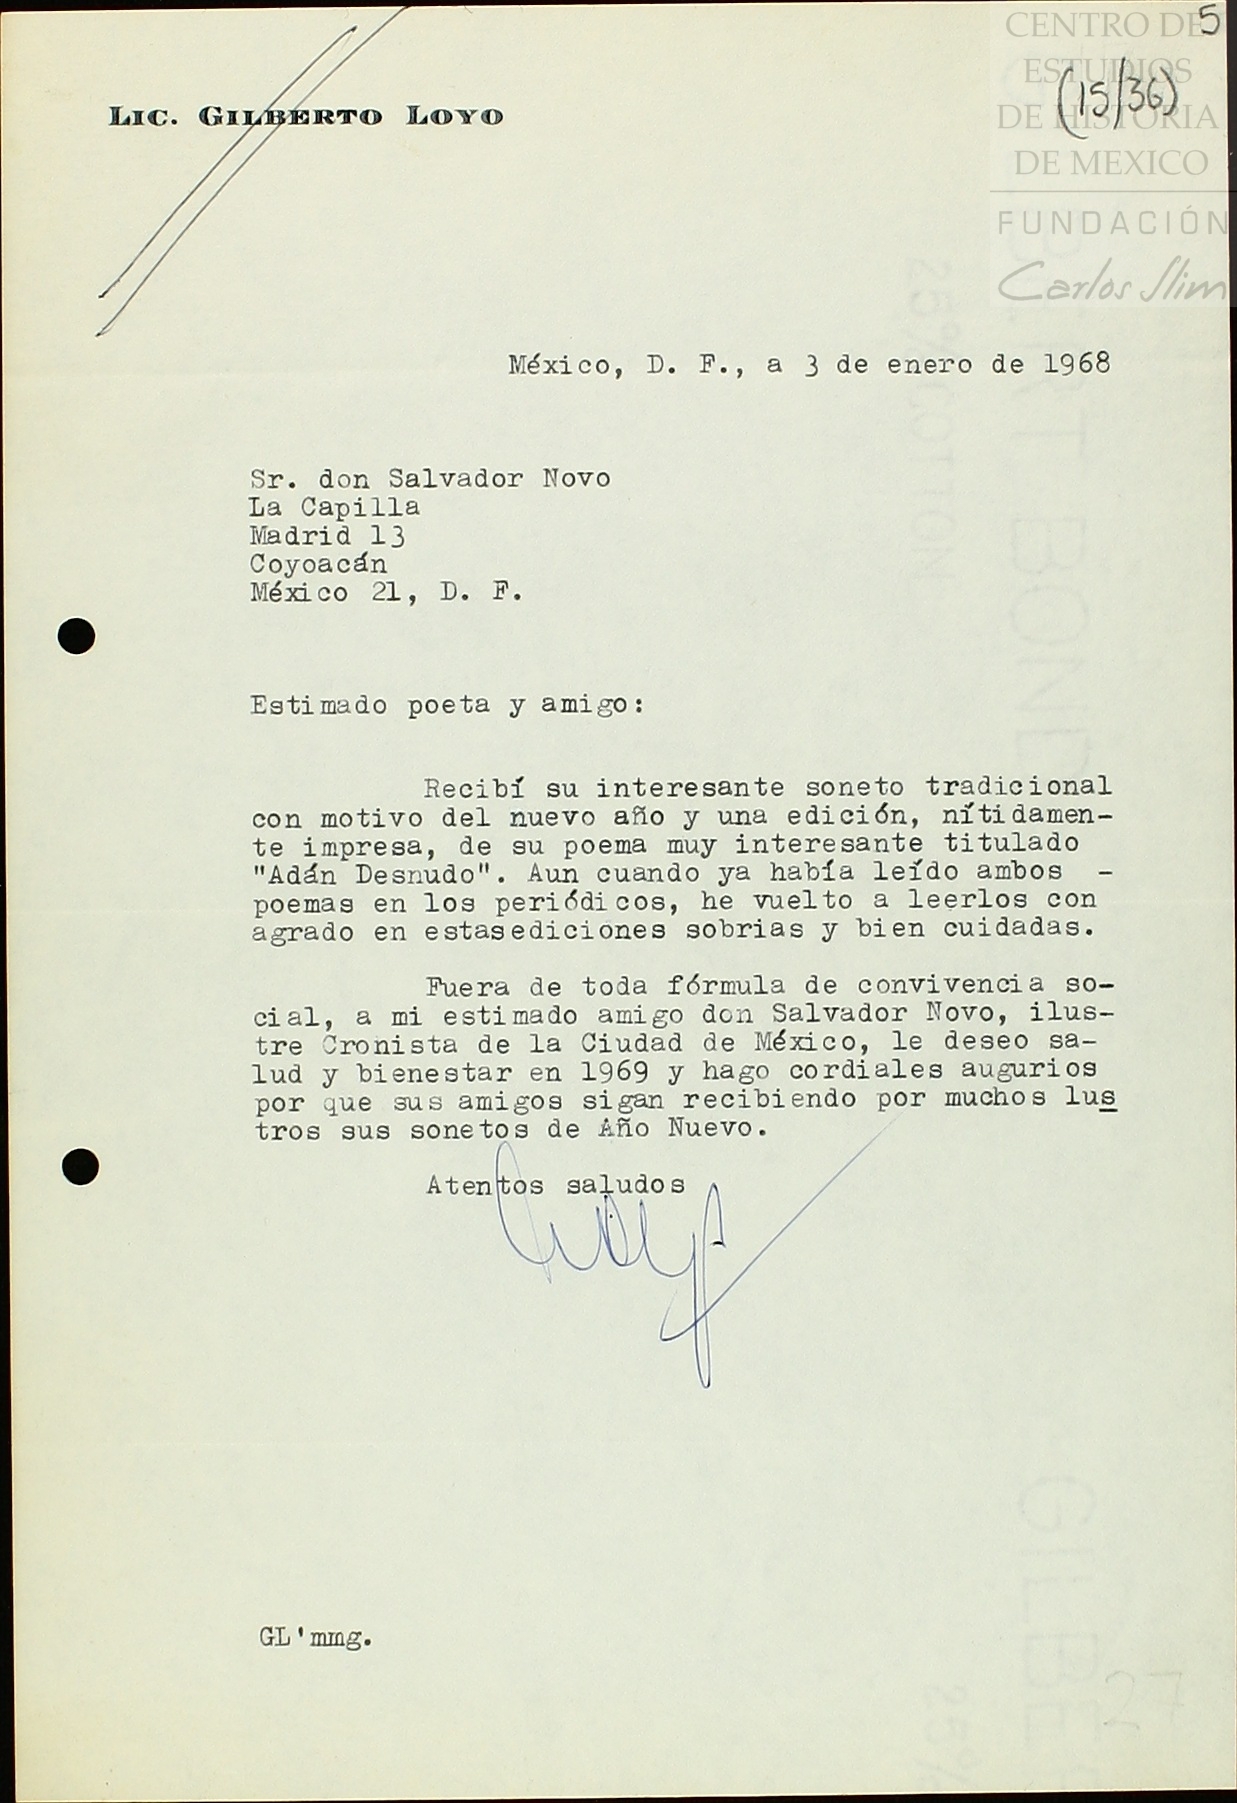 5
CENTRO DE
ESTUDIOS
DE HISTORIA
DE MEXICO
FUNDACIÓN
Carlos Slim
(15/36)
LIC. GILBERTO LOYO
México, D. F., a 3 de enero de 1968
Sr. don Salvador Novo
La Capilla
Madrid 13
Coyoacán
México 21, D. F.
Estimado poeta y amigo:
Recibí su interesante soneto tradicional
con motivo del nuevo año y una edición, nítidamen-
te impresa, de su poema muy interesante titulado
"Adán Desnudo". Aun cuando ya había leído ambos -
poemas en los periódicos, he vuelto a leerlos con
agrado en estasediciones sobrias y bien cuidadas.
Fuera de toda fórmula de convivencia so-
cial, a mi estimado amigo don Salvador Novo, ilus-
tre Cronista de la Ciudad de México, le deseo sa-
lud y bienestar en 1969 y hago cordiales augurios
por que sus amigos sigan recibiendo por muchos lus
tros sus sonetos de Año Nuevo.
Atentos saludos
GL'mmg.
27